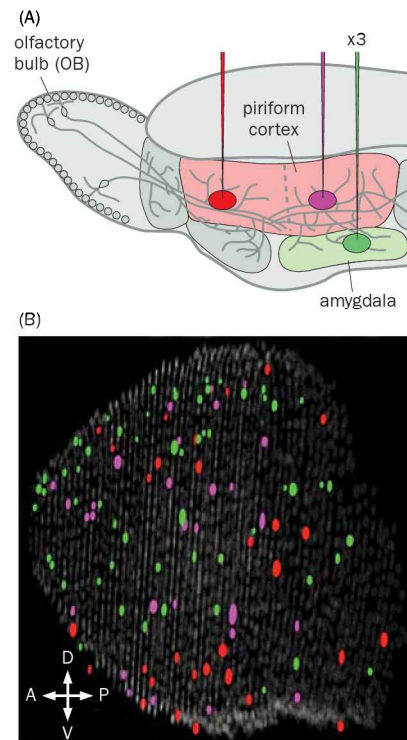 (A)
olfactory
bulb (OB)
x3
piriform
cortex
amygdala
(B)
D
A P
V